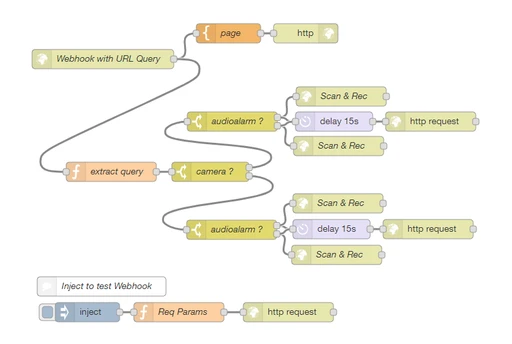 page
http
Webhook with URL Query
Scan & Rec
audioalarm ?
delay 15s
http request
Scan & Rec
extract query
camera ?
Scan & Rec
audioalarm ?
delay 15s
http request
Scan & Rec
Inject to test Webhook
inject
Req Params
http request